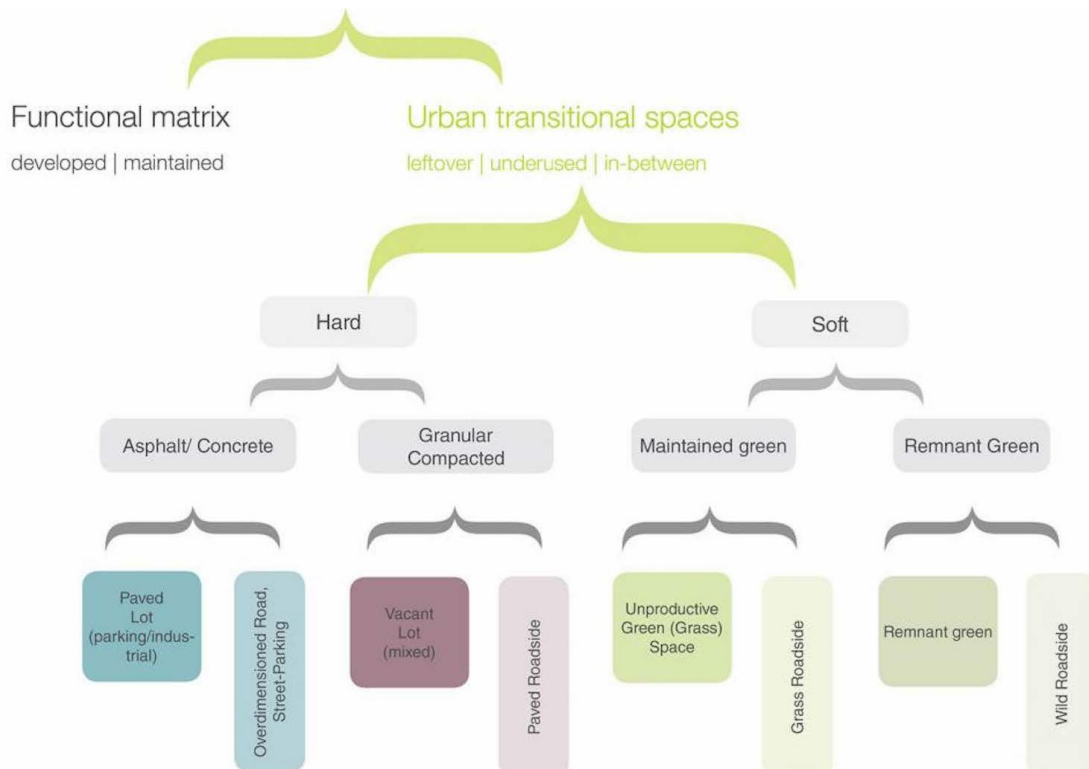 Functional matrix
Urban transitional spaces
developed | maintained
leftover | underused | in-between
Hard
Soft
Asphalt/ Concrete
Granular
Compacted
Maintained green
Remnant Green
Paved
Lot
(parking/indus-
trial)
Overdimensioned Road,
Street-Parking
Vacant
Lot
(mixed)
Paved Roadside
Unproductive
Green (Grass)
Space
Grass Roadside
Remnant green
Wild Roadside